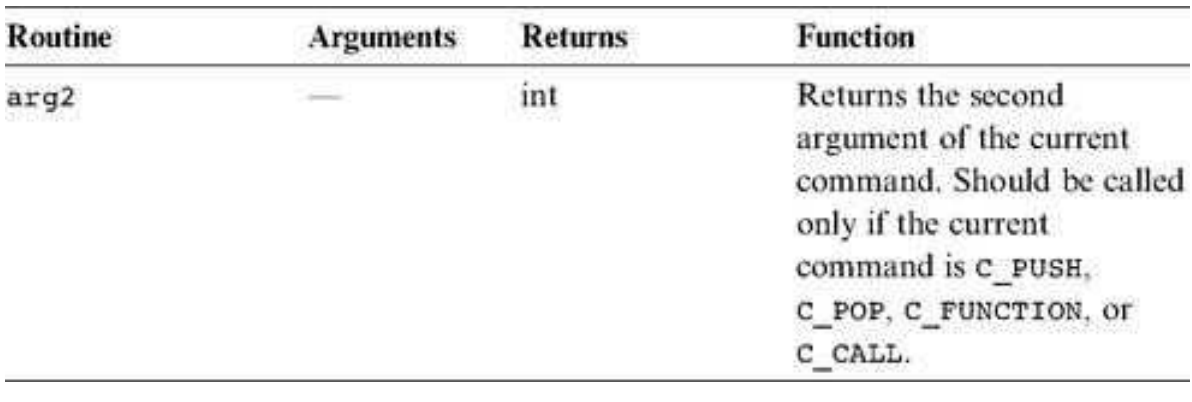 Routine Arguments Returns Function
arg2 — int Returns the second
argument of the current
command. Should be called
only if the current
command is C_PUSH,
C_POP, C_FUNCTION, or
C_CALL.